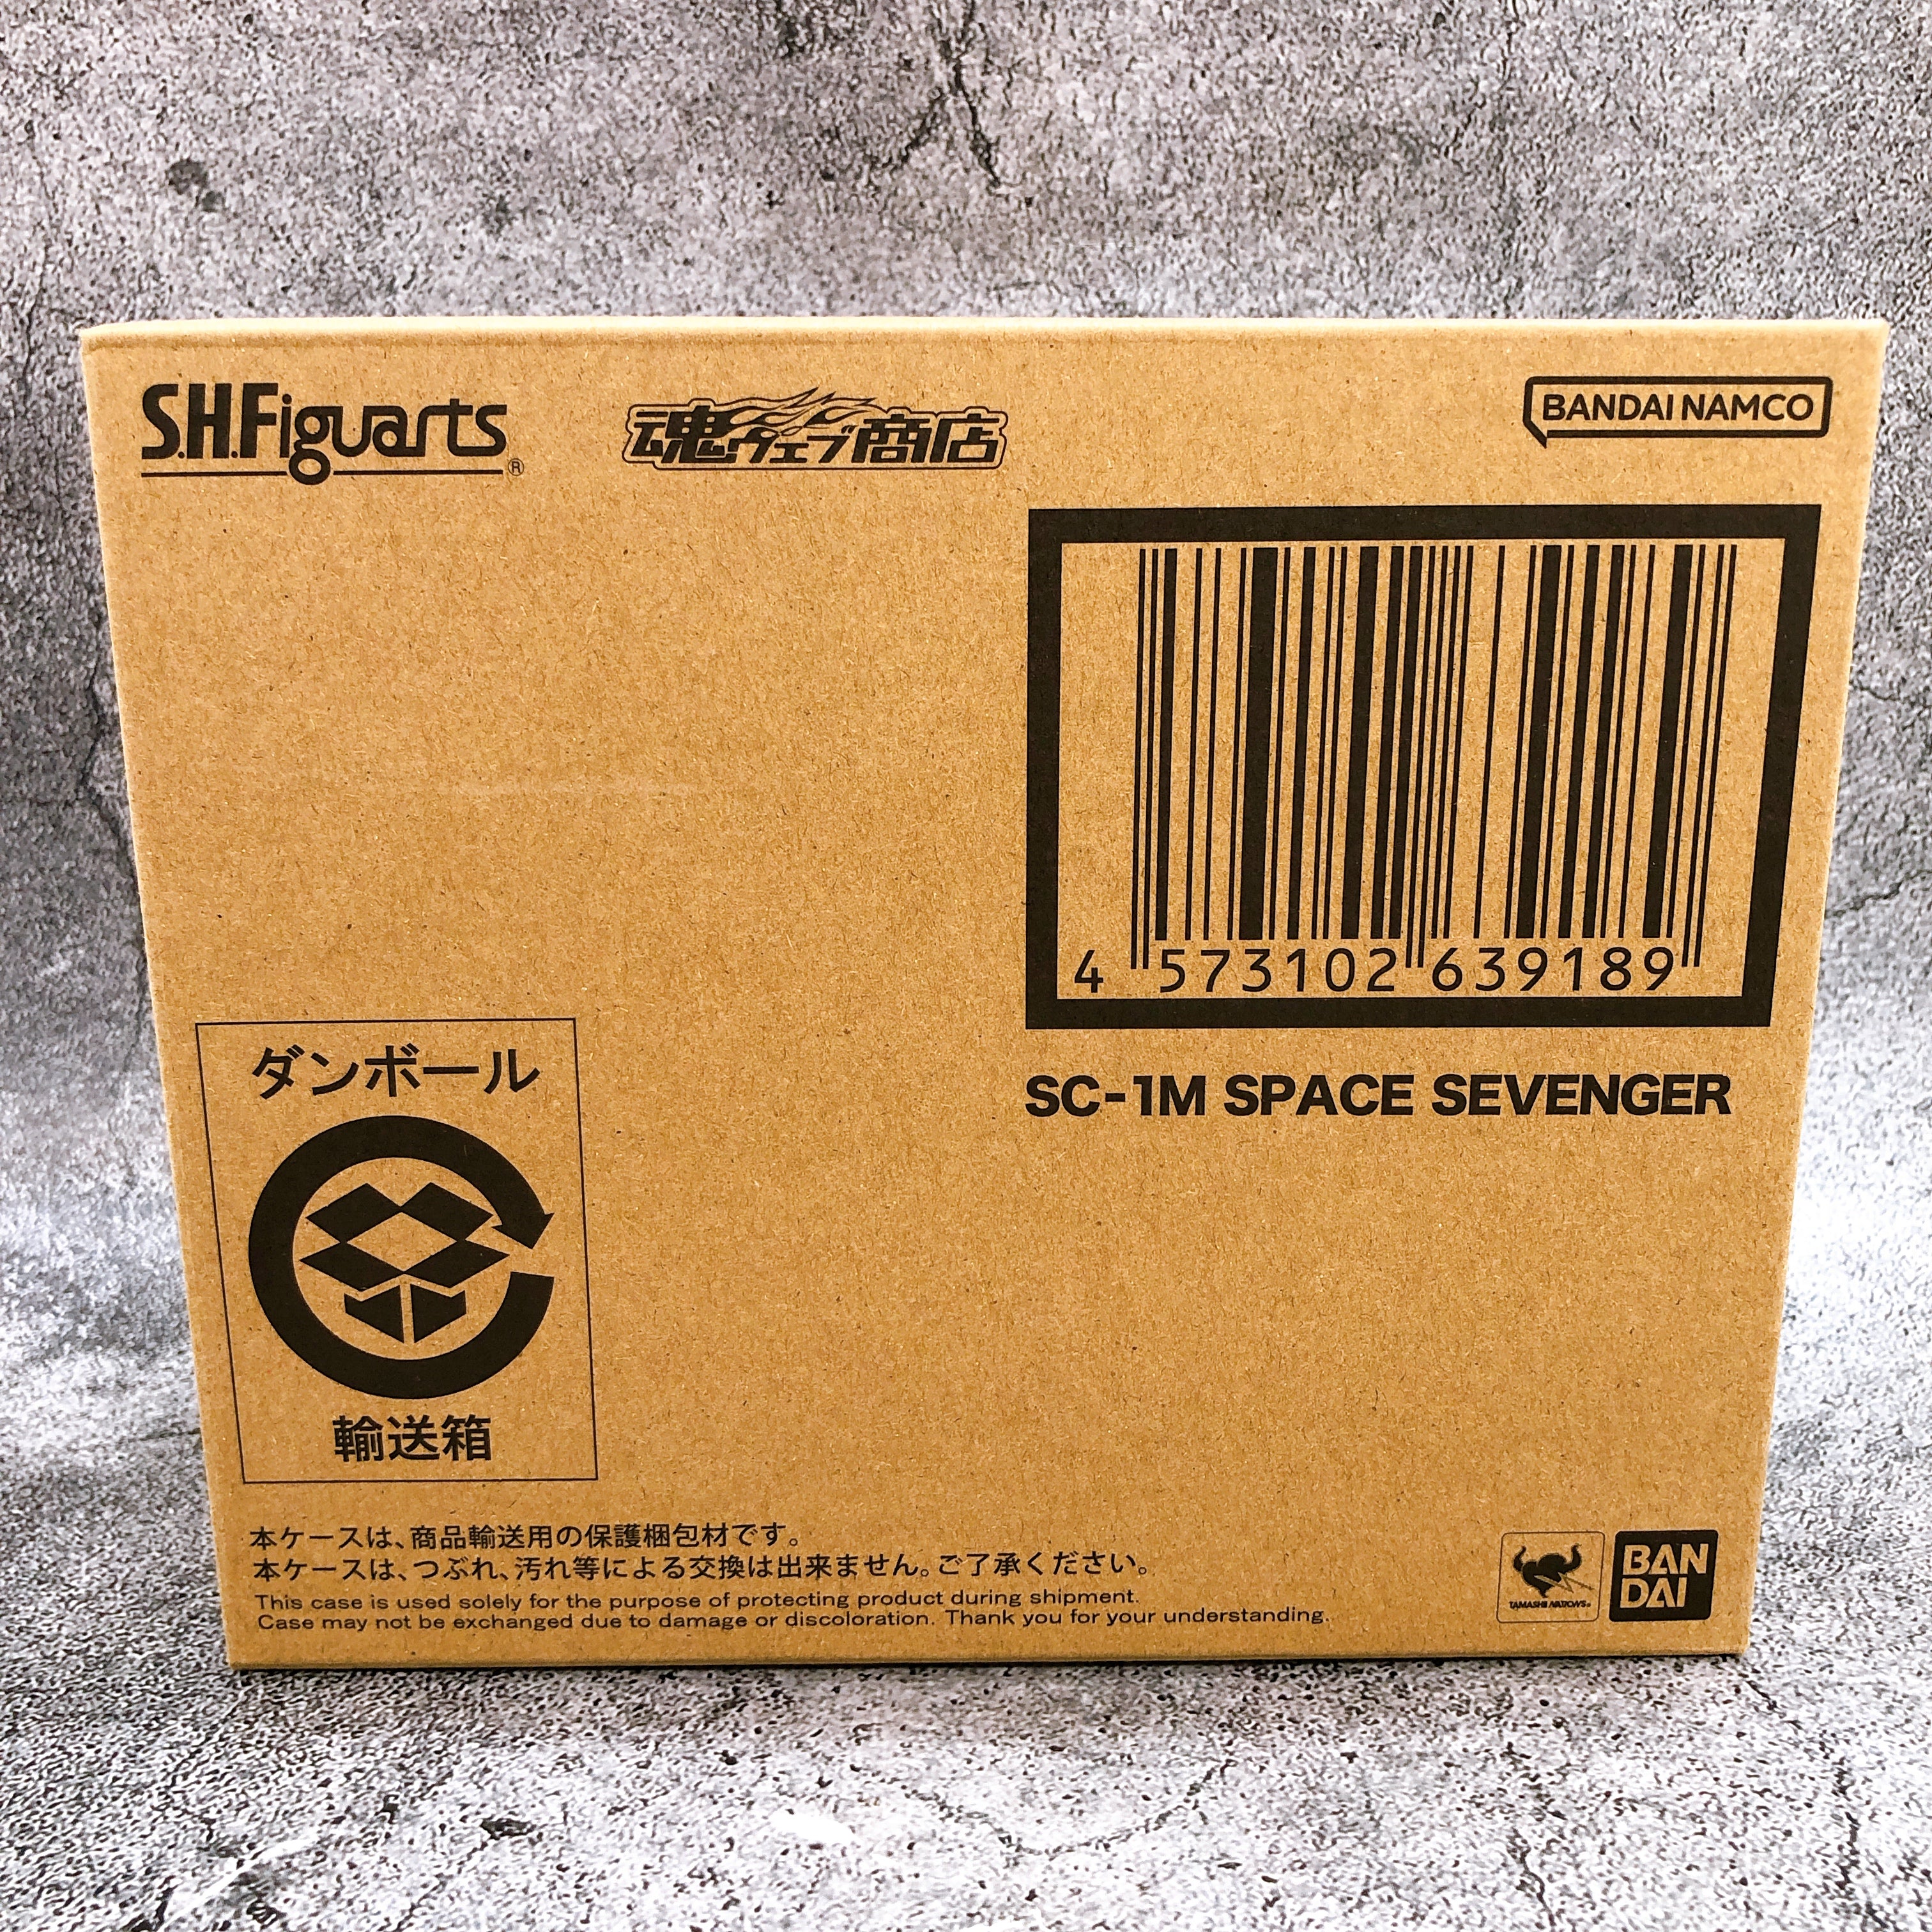 S.H.Figuarts®
魂ウェブ商店
BANDAI NAMCO
4 573102 639189
SC-1M SPACE SEVENGER
ダンボール
輸送箱
本ケースは、商品輸送用の保護梱包材です。
本ケースは、つぶれ、汚れ等による交換は出来ません。ご了承ください。
This case is used solely for the purpose of protecting product during shipment.
Case may not be exchanged due to damage or discoloration. Thank you for your understanding.
TAMASHII NATIONS
BAN
DAI